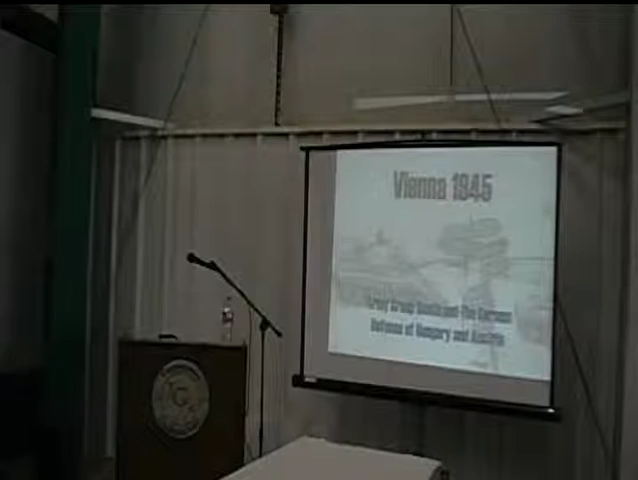 Vienna 1945
Army Group South and The German
Defense of Hungary and Austria